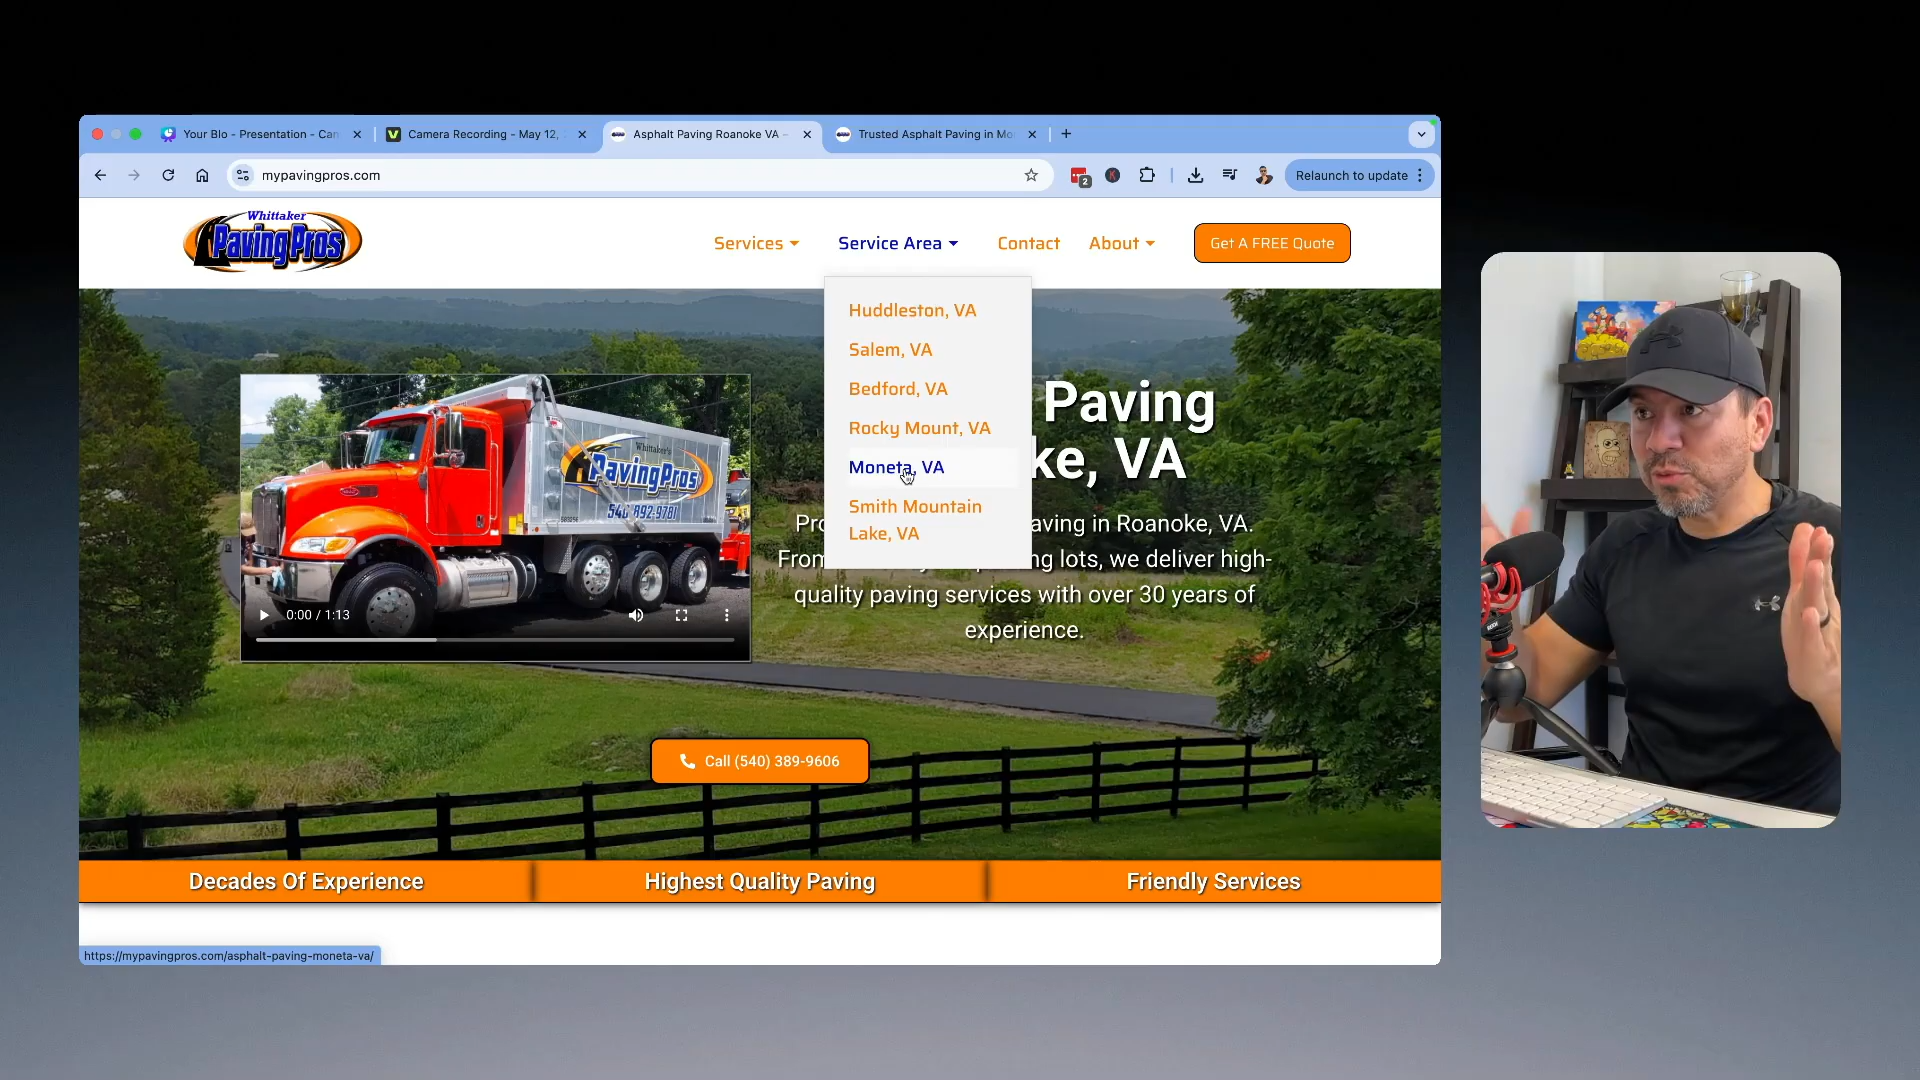 Your Blo - Presentation - Can
Camera Recording - May 12,
Asphalt Paving Roanoke VA -
Trusted Asphalt Paving in Mo
mypavingpros.com
2
K
Relaunch to update
Whittaker
PavingPros
Services
Service Area
Contact
About
Get A FREE Quote
Huddleston, VA
Salem, VA
Bedford, VA
Rocky Mount, VA
Moneta, VA
Smith Mountain
Lake, VA
Paving
ke, VA
Whittaker's
PavingPros
540-892-9781
Pro aving in Roanoke, VA.
From ng lots, we deliver high-
quality paving services with over 30 years of
experience.
0:00 / 1:13
Call (540) 389-9606
Decades Of Experience
Highest Quality Paving
Friendly Services
https://mypavingpros.com/asphalt-paving-moneta-va/